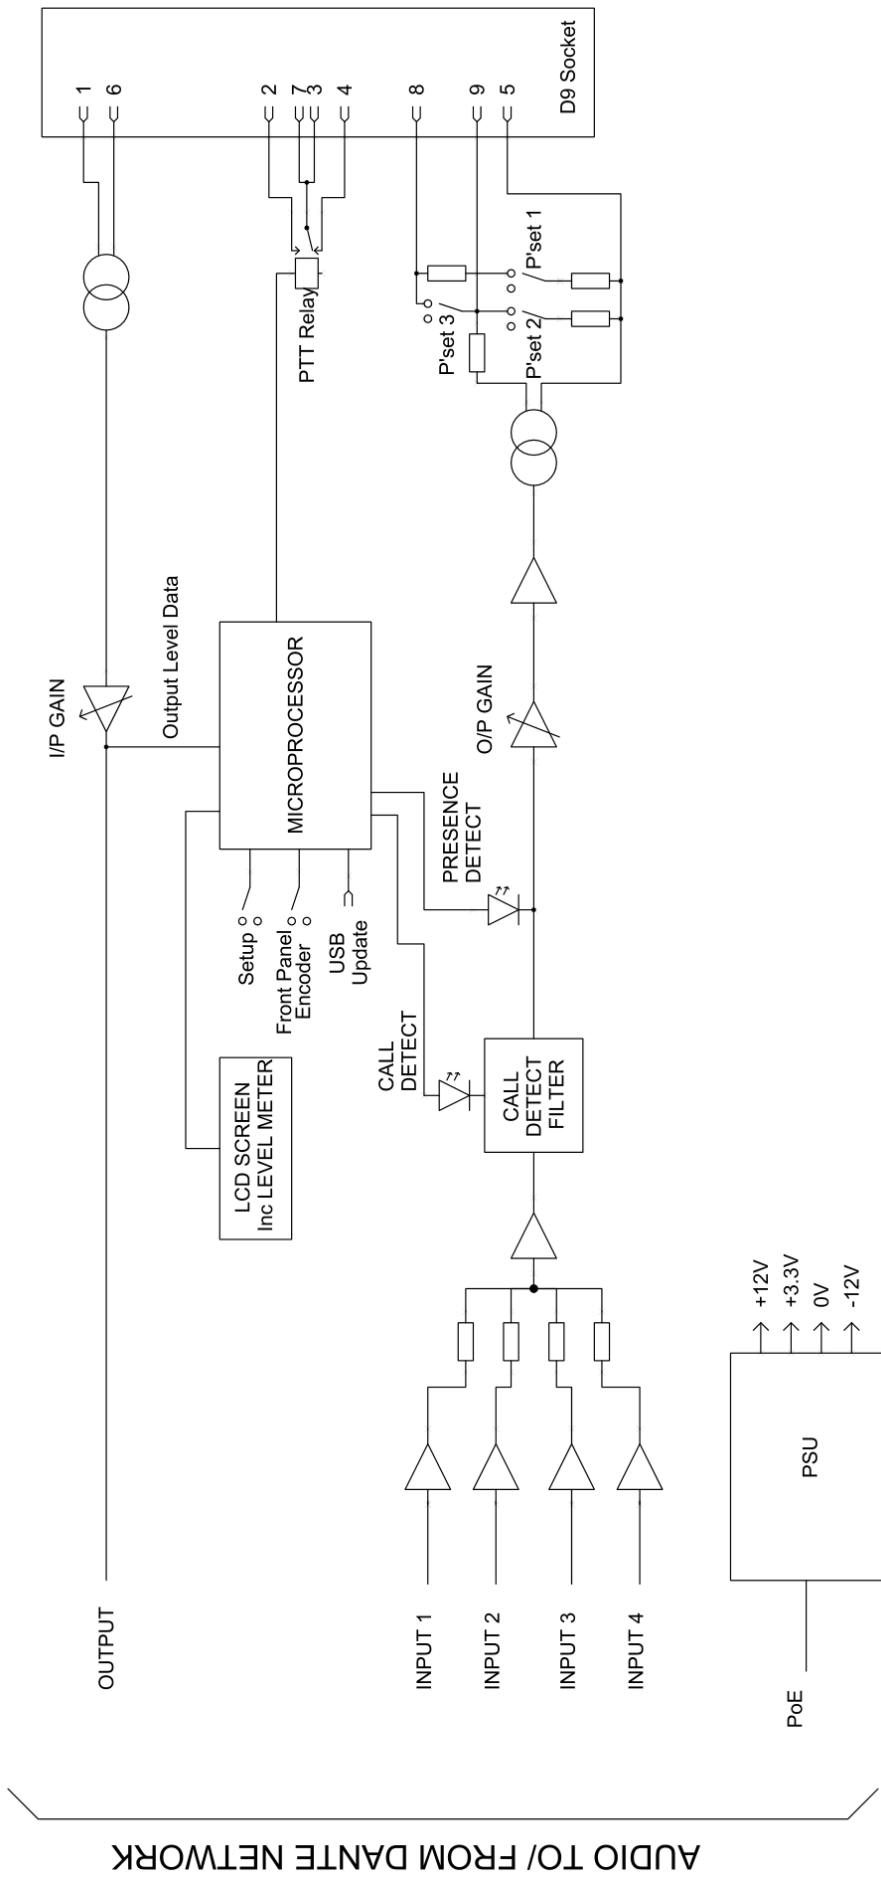 AUDIO TO/ FROM DANTE NETWORK
OUTPUT
I/P GAIN
Output Level Data
1
6
2
7
3
4
8
9
5
D9 Socket
PTT Relay
MICROPROCESSOR
LCD SCREEN
Inc LEVEL METER
Setup
Front Panel
Encoder
USB
Update
CALL
DETECT
PRESENCE
DETECT
O/P GAIN
P'set 3
P'set 2
P'set 1
CALL
DETECT
FILTER
INPUT 1
INPUT 2
INPUT 3
INPUT 4
PoE
PSU
+12V
+3.3V
0V
-12V